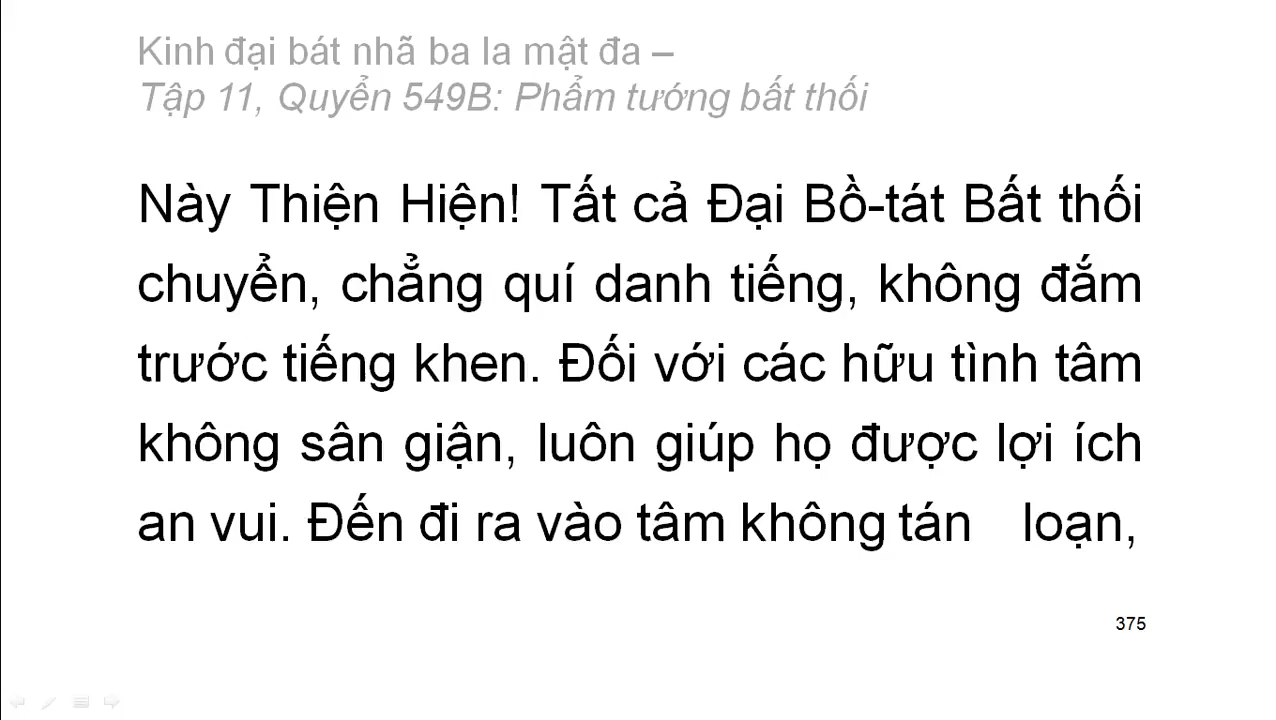 Kinh đại bát nhã ba la mật đa –
Tập 11, Quyển 549B: Phẩm tướng bất thối
Này Thiện Hiện! Tất cả Đại Bồ-tát Bất thối
chuyển, chẳng quí danh tiếng, không đắm
trước tiếng khen. Đối với các hữu tình tâm
không sân giận, luôn giúp họ được lợi ích
an vui. Đến đi ra vào tâm không tán loạn,
375